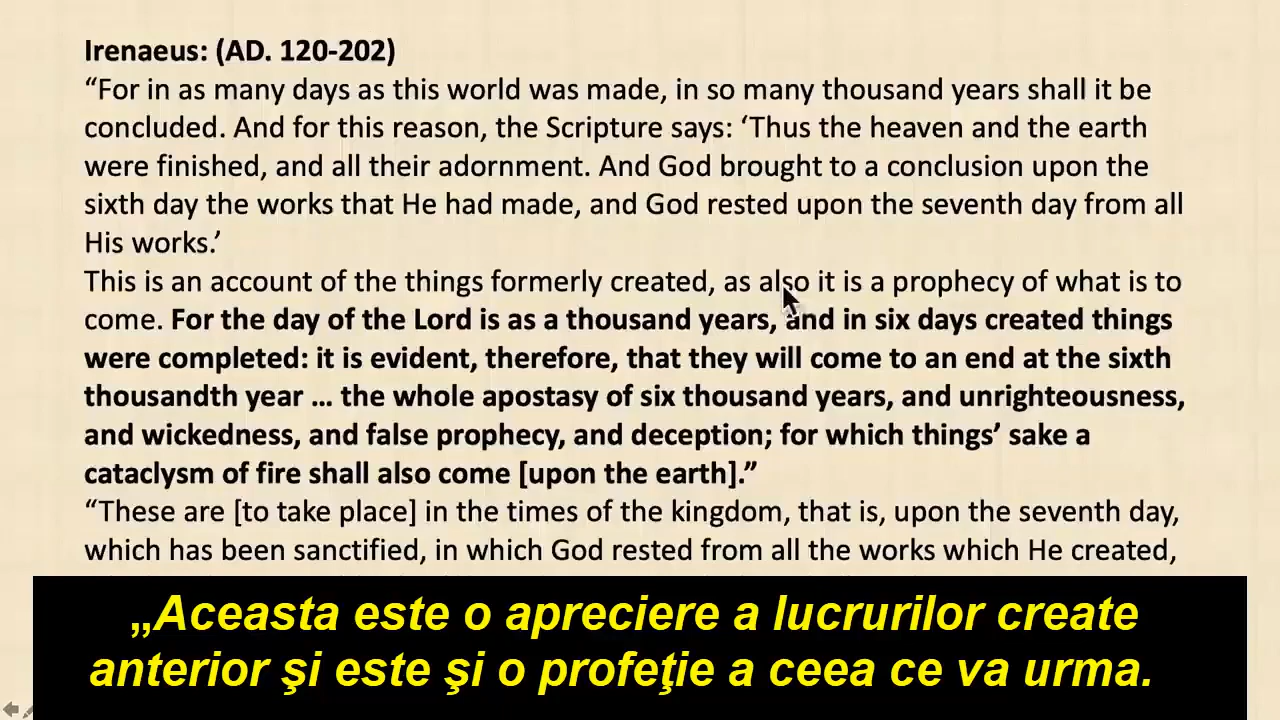 Irenaeus: (AD. 120-202)
“For in as many days as this world was made, in so many thousand years shall it be
concluded. And for this reason, the Scripture says: ‘Thus the heaven and the earth
were finished, and all their adornment. And God brought to a conclusion upon the
sixth day the works that He had made, and God rested upon the seventh day from all
His works.’
This is an account of the things formerly created, as also it is a prophecy of what is to
come. For the day of the Lord is as a thousand years, and in six days created things
were completed: it is evident, therefore, that they will come to an end at the sixth
thousandth year ... the whole apostasy of six thousand years, and unrighteousness,
and wickedness, and false prophecy, and deception; for which things’ sake a
cataclysm of fire shall also come [upon the earth].”
“These are [to take place] in the times of the kingdom, that is, upon the seventh day,
which has been sanctified, in which God rested from all the works which He created,
„Aceasta este o apreciere a lucrurilor create
anterior şi este şi o profeţie a ceea ce va urma.